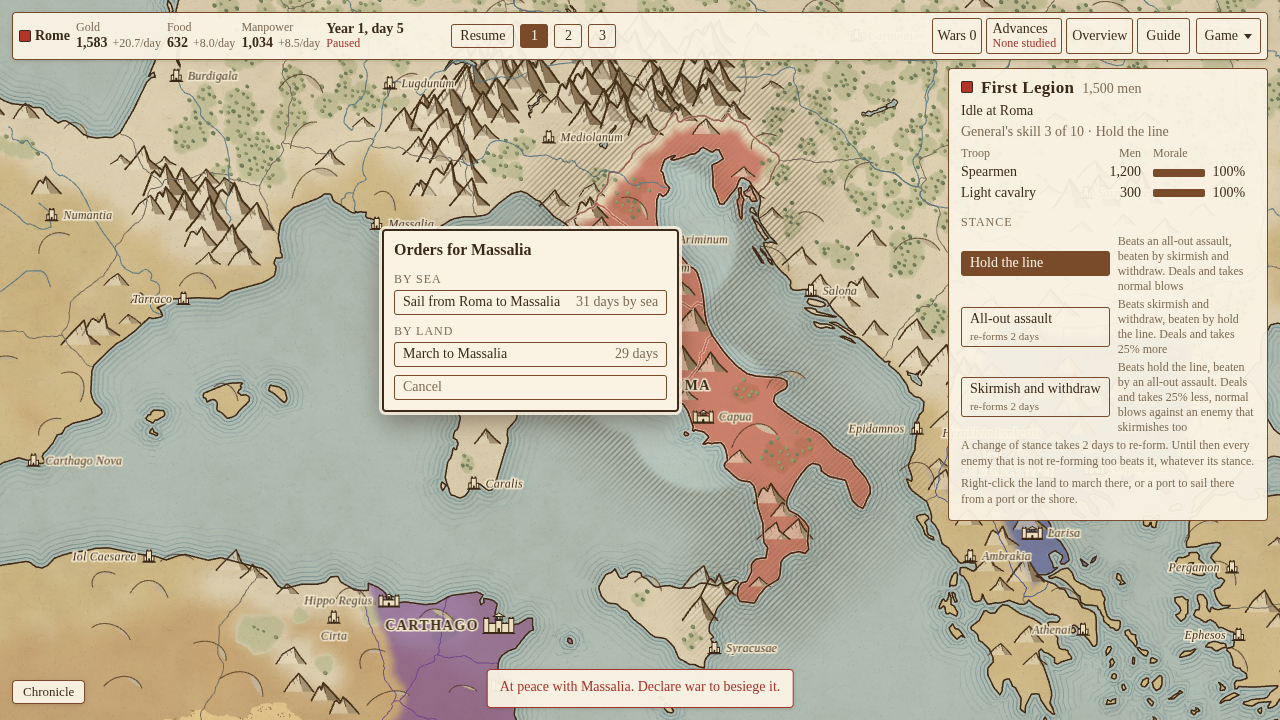 Rome
Gold
1,583 +20.7/day
Food
632 +8.0/day
Manpower
1,034 +8.5/day
Year 1, day 5
Paused
Resume
1
2
3
Wars 0
Advances
None studied
Overview
Guide
Game
First Legion 1,500 men
Idle at Roma
General's skill 3 of 10 · Hold the line
Troop Men Morale
Spearmen 1,200 100%
Light cavalry 300 100%
STANCE
Hold the line
Beats an all-out assault,
beaten by skirmish and
withdraw. Deals and takes
normal blows
All-out assault
re-forms 2 days
Beats skirmish and
withdraw, beaten by hold
the line. Deals and takes
25% more
Skirmish and withdraw
re-forms 2 days
Beats hold the line, beaten
by an all-out assault. Deals
and takes 25% less, normal
blows against an enemy that
skirmishes too
A change of stance takes 2 days to re-form. Until then every
enemy that is not re-forming too beats it, whatever its stance.
Right-click the land to march there, or a port to sail there
from a port or the shore.
Orders for Massalia
BY SEA
Sail from Roma to Massalia 31 days by sea
BY LAND
March to Massalia 29 days
Cancel
Burdigala
Lugdunum
Mediolanum
Numantia
Massalia
Ariminum
Tarraco
Salona
MA
Capua
Epidamnos
Carthago Nova
Caralis
Larisa
Iol Caesarea
Ambrakia
Pergamon
Hippo Regius
CARTHAGO
Cirta
Athenai
Ephesos
Syracusae
At peace with Massalia. Declare war to besiege it.
Chronicle